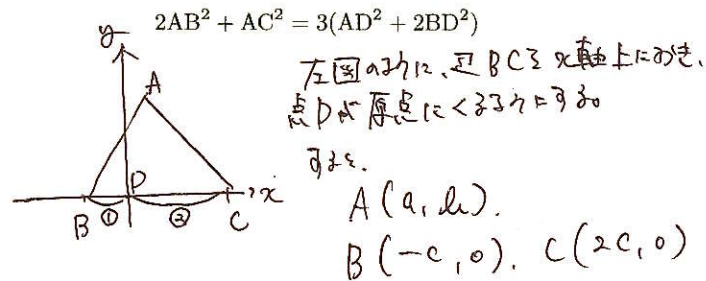 2AB² + AC² = 3(AD² + 2BD²)
左図のように、辺BCをx軸上におき、
点Dが原点にくるようにする。
すると、
A(a, b).
B(-c, 0). C(2c, 0)
y
A
D
x
B ① ② C